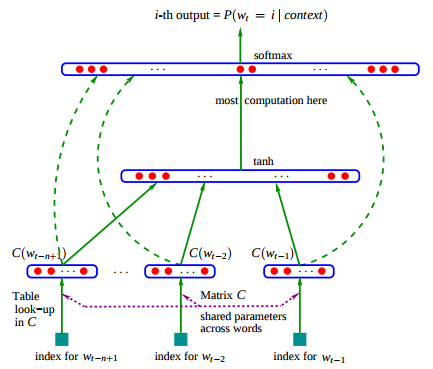 i-th output = P(w_t = i | context)
softmax
... ...
most computation here
tanh
... ...
C(w_{t−n+1}) C(w_{t−2}) C(w_{t−1})
... ... ... ...
Table look−up in C
Matrix C
shared parameters
across words
index for w_{t−n+1} index for w_{t−2} index for w_{t−1}